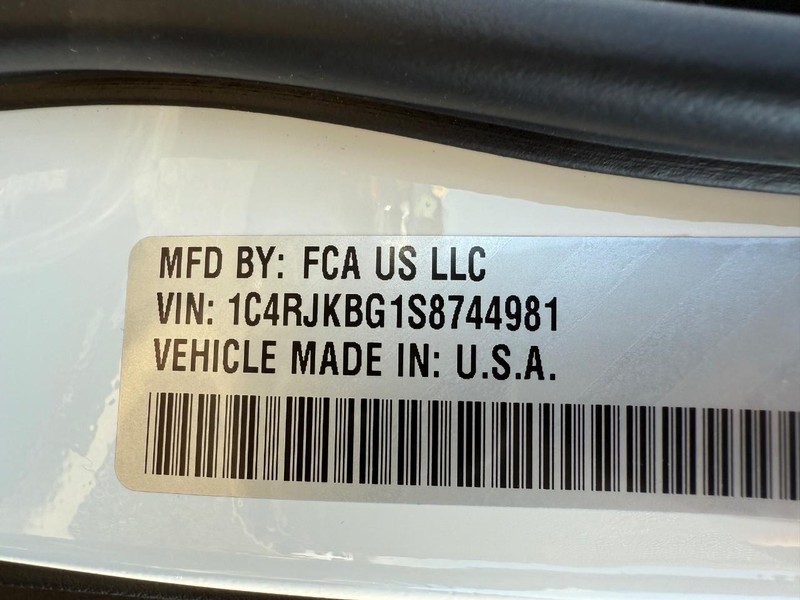 MFD BY: FCA US LLC
VIN: 1C4RJKBG1S8744981
VEHICLE MADE IN: U.S.A.